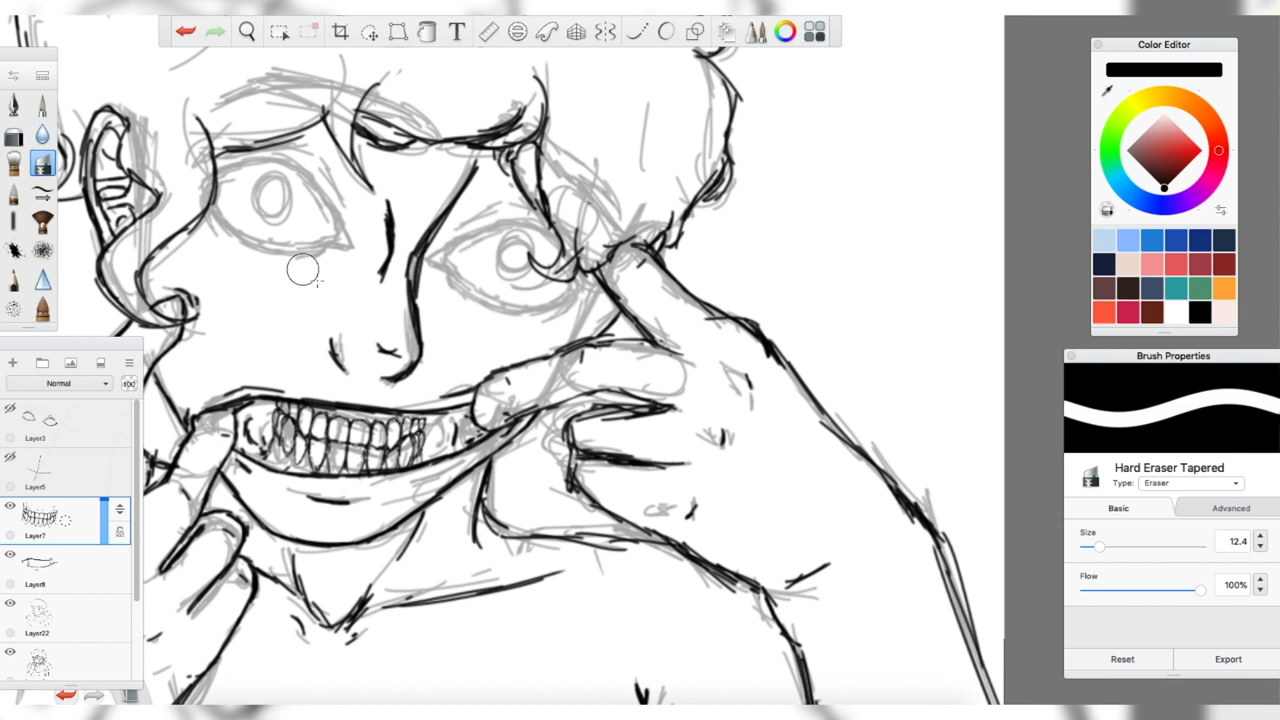 T
Color Editor
Normal
100
Layer3
Layer5
Layer7
Layer8
Layer22
Brush Properties
Hard Eraser Tapered
Type: Eraser
Basic
Advanced
Size
12.4
Flow
100%
Reset
Export